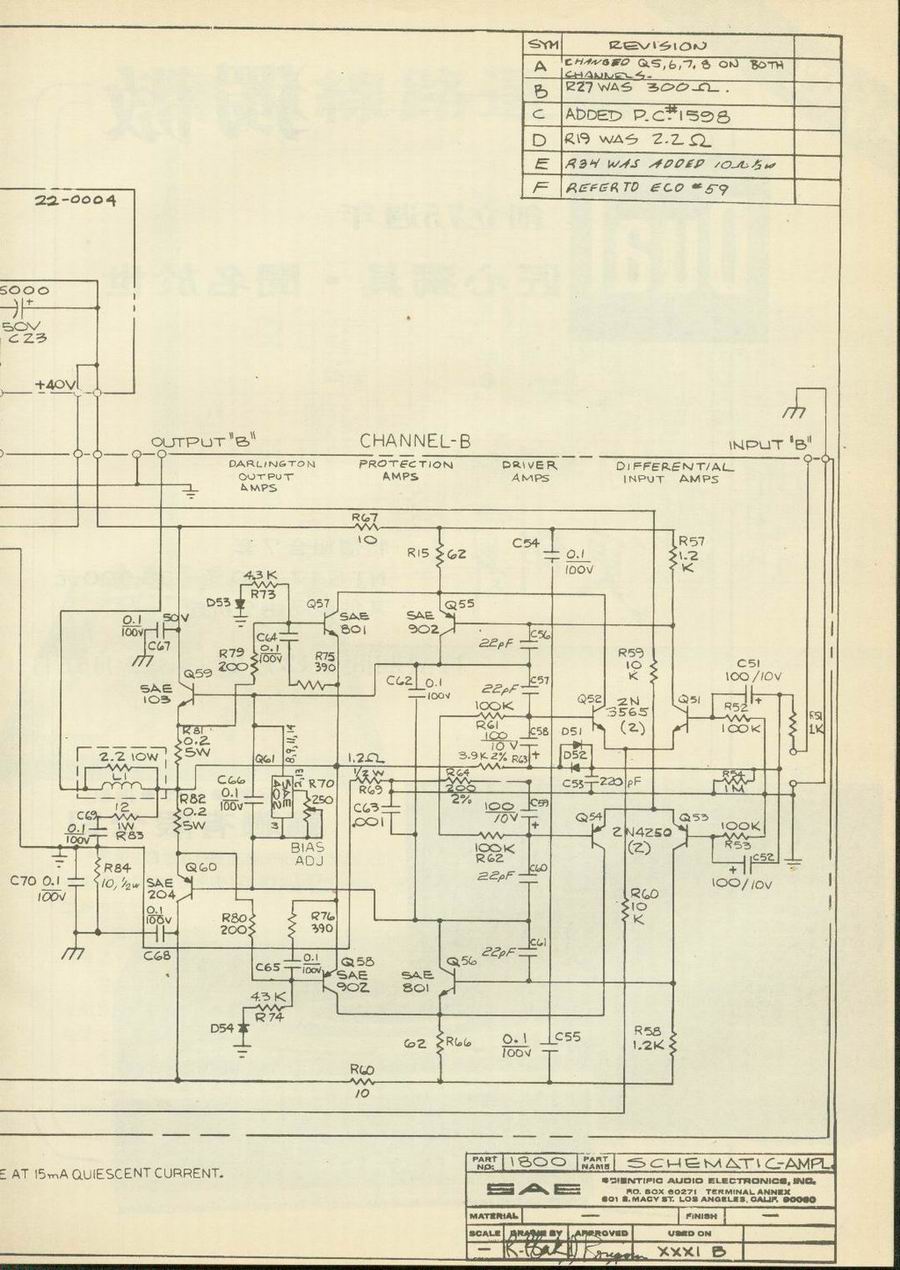 SYM REVISION
A CHANGED Q5,6,7,8 ON BOTH CHANNELS.
B R27 WAS 300Ω.
C ADDED P.C.#1598
D R19 WAS 2.2Ω
E R34 WAS ADDED 10Ω ½W
F REFER TO ECO #59
22-0004
5000
+
50V
C23
+40V
OUTPUT "B"
CHANNEL-B
INPUT "B"
DARLINGTON OUTPUT AMPS
PROTECTION AMPS
DRIVER AMPS
DIFFERENTIAL INPUT AMPS
R67
10
R15 62
C54 0.1/100V
R57
1.2 K
4.3K
R73
D53
Q57
SAE 801
Q55
SAE 902
0.1/100V
50V
C67
C64
0.1/100V
R79
200
R75
390
22pF C56
C62 0.1/100V
22pF C57
R59
10 K
C51
100/10V
+
Q59
SAE 103
100K
R61
Q52
2N 3565 (2)
Q51
R52
100K
R51
1K
R81
0.2
5W
100/10V C58
+
D51
D52
3.9K 2% R63
2.2 10W
L1
Q61
8,9,11,14
2,13
SAE 402
3
1.2Ω
½ W
R69
R64
200
2%
C53 220pF
R54
1M
C66
0.1/100V
R70
250
BIAS ADJ
R82
0.2
5W
C63
.001
100/10V C59
+
12
1W
R83
C69
0.1/100V
100K
R62
Q54
2N4250 (2)
Q53
100K
R53
+ C52
100/10V
22pF C60
C70 0.1/100V
R84
10, ½W
Q60
SAE 204
0.1/100V
C68
R80
200
R76
390
R60
10 K
22pF C61
C65 0.1/100V
Q58
SAE 902
Q56
SAE 801
4.3K
R74
D54
62 R66
0.1/100V C55
R58
1.2K
R60
10
E AT 15mA QUIESCENT CURRENT.
PART NO: 1800 PART NAME SCHEMATIC-AMPL.
SAE
SCIENTIFIC AUDIO ELECTRONICS, INC.
P.O. BOX 60271 TERMINAL ANNEX
601 E. MACY ST. LOS ANGELES, CALIF. 90060
MATERIAL — FINISH —
SCALE DRAWN BY APPROVED USED ON
— XXXI B